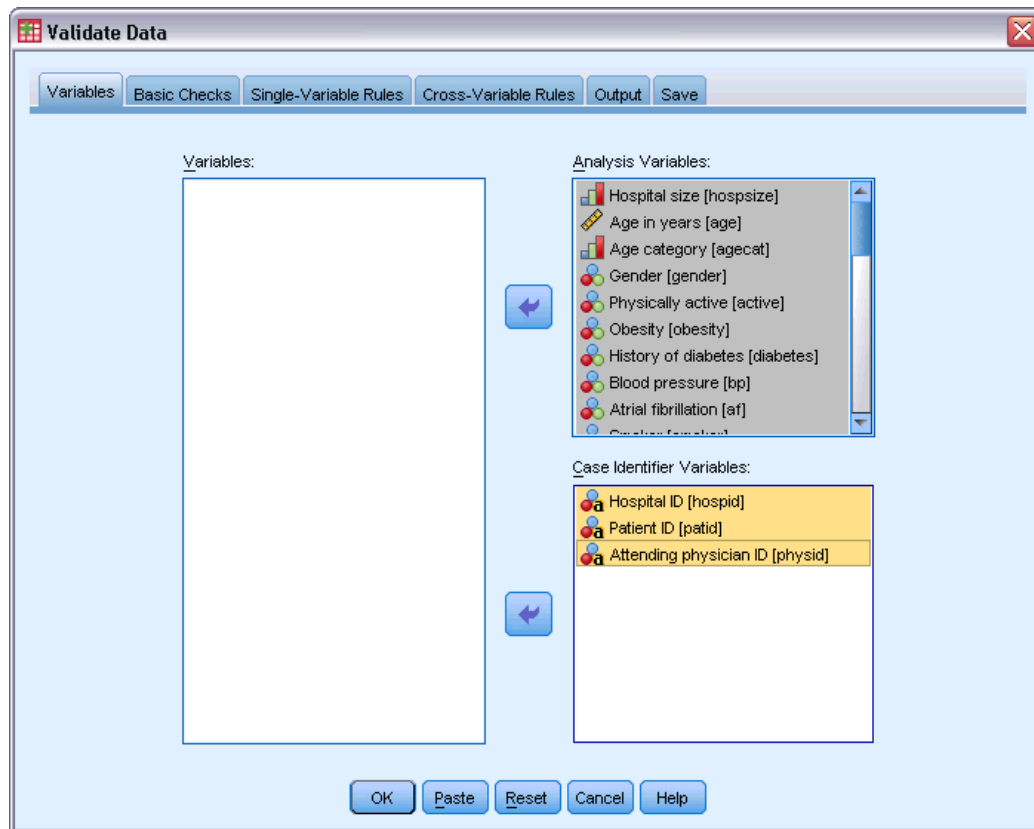 Validate Data
Variables
Basic Checks
Single-Variable Rules
Cross-Variable Rules
Output
Save
Variables:
Analysis Variables:
Hospital size [hospsize]
Age in years [age]
Age category [agecat]
Gender [gender]
Physically active [active]
Obesity [obesity]
History of diabetes [diabetes]
Blood pressure [bp]
Atrial fibrillation [af]
Smoker [smoker]
Case Identifier Variables:
a Hospital ID [hospid]
a Patient ID [patid]
a Attending physician ID [physid]
OK
Paste
Reset
Cancel
Help